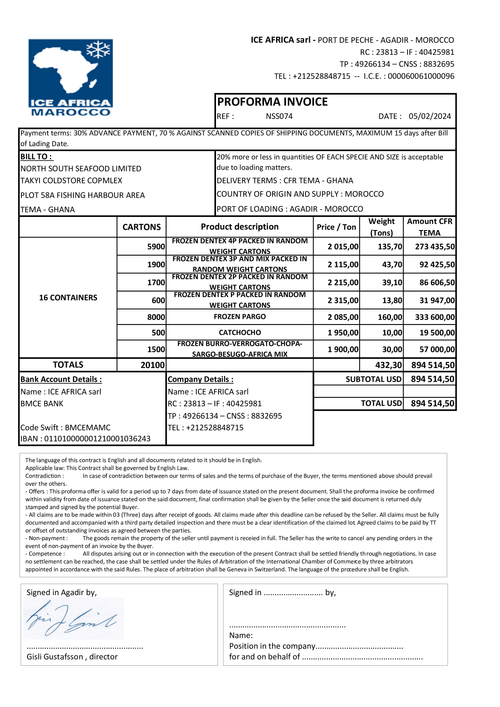 ICE AFRICA
MAROCCO
ICE AFRICA sarl - PORT DE PECHE - AGADIR - MOROCCO
RC : 23813 – IF : 40425981
TP : 49266134 – CNSS : 8832695
TEL : +212528848715 -- I.C.E. : 000060061000096
PROFORMA INVOICE
REF : NSS074 DATE : 05/02/2024
Payment terms: 30% ADVANCE PAYMENT, 70 % AGAINST SCANNED COPIES OF SHIPPING DOCUMENTS, MAXIMUM 15 days after Bill
of Lading Date.
BILL TO :
NORTH SOUTH SEAFOOD LIMITED
TAKYI COLDSTORE COPMLEX
PLOT 58A FISHING HARBOUR AREA
TEMA - GHANA
20% more or less in quantities OF EACH SPECIE AND SIZE is acceptable
due to loading matters.
DELIVERY TERMS : CFR TEMA - GHANA
COUNTRY OF ORIGIN AND SUPPLY : MOROCCO
PORT OF LOADING : AGADIR - MOROCCO
CARTONS Product description Price / Ton Weight (Tons) Amount CFR TEMA
16 CONTAINERS
5900 FROZEN DENTEX 4P PACKED IN RANDOM WEIGHT CARTONS 2 015,00 135,70 273 435,50
1900 FROZEN DENTEX 3P AND MIX PACKED IN RANDOM WEIGHT CARTONS 2 115,00 43,70 92 425,50
1700 FROZEN DENTEX 2P PACKED IN RANDOM WEIGHT CARTONS 2 215,00 39,10 86 606,50
600 FROZEN DENTEX P PACKED IN RANDOM WEIGHT CARTONS 2 315,00 13,80 31 947,00
8000 FROZEN PARGO 2 085,00 160,00 333 600,00
500 CATCHOCHO 1 950,00 10,00 19 500,00
1500 FROZEN BURRO-VERROGATO-CHOPA-SARGO-BESUGO-AFRICA MIX 1 900,00 30,00 57 000,00
TOTALS 20100 432,30 894 514,50
Bank Account Details :
Name : ICE AFRICA sarl
BMCE BANK
Code Swift : BMCEMAMC
IBAN : 011010000001210001036243
Company Details :
Name : ICE AFRICA sarl
RC : 23813 – IF : 40425981
TP : 49266134 – CNSS : 8832695
TEL : +212528848715
SUBTOTAL USD 894 514,50
TOTAL USD 894 514,50
The language of this contract is English and all documents related to it should be in English.
Applicable law: This Contract shall be governed by English Law.
Contradiction : In case of contradiction between our terms of sales and the terms of purchase of the Buyer, the terms mentioned above should prevail
over the others.
- Offers : This proforma offer is valid for a period up to 7 days from date of issuance stated on the present document. Shall the proforma invoice be confirmed
within validity from date of issuance stated on the said document, final confirmation shall be given by the Seller once the said document is returned duly
stamped and signed by the potential Buyer.
- All claims are to be made within 03 (Three) days after receipt of goods. All claims made after this deadline can be refused by the Seller. All claims must be fully
documented and accompanied with a third party detailed inspection and there must be a clear identification of the claimed lot Agreed claims to be paid by TT
or offset of outstanding invoices as agreed between the parties.
- Non-payment : The goods remain the property of the seller until payment is received in full. The Seller has the write to cancel any pending orders in the
event of non-payment of an invoice by the Buyer.
- Competence : All disputes arising out or in connection with the execution of the present Contract shall be settled friendly through negotiations. In case
no settlement can be reached, the case shall be settled under the Rules of Arbitration of the International Chamber of Commerce by three arbitrators
appointed in accordance with the said Rules. The place of arbitration shall be Geneva in Switzerland. The language of the procedure shall be English.
Signed in Agadir by,
.....................................................
Gisli Gustafsson , director
Signed in ........................... by,
.....................................................
Name:
Position in the company........................................
for and on behalf of .......................................................